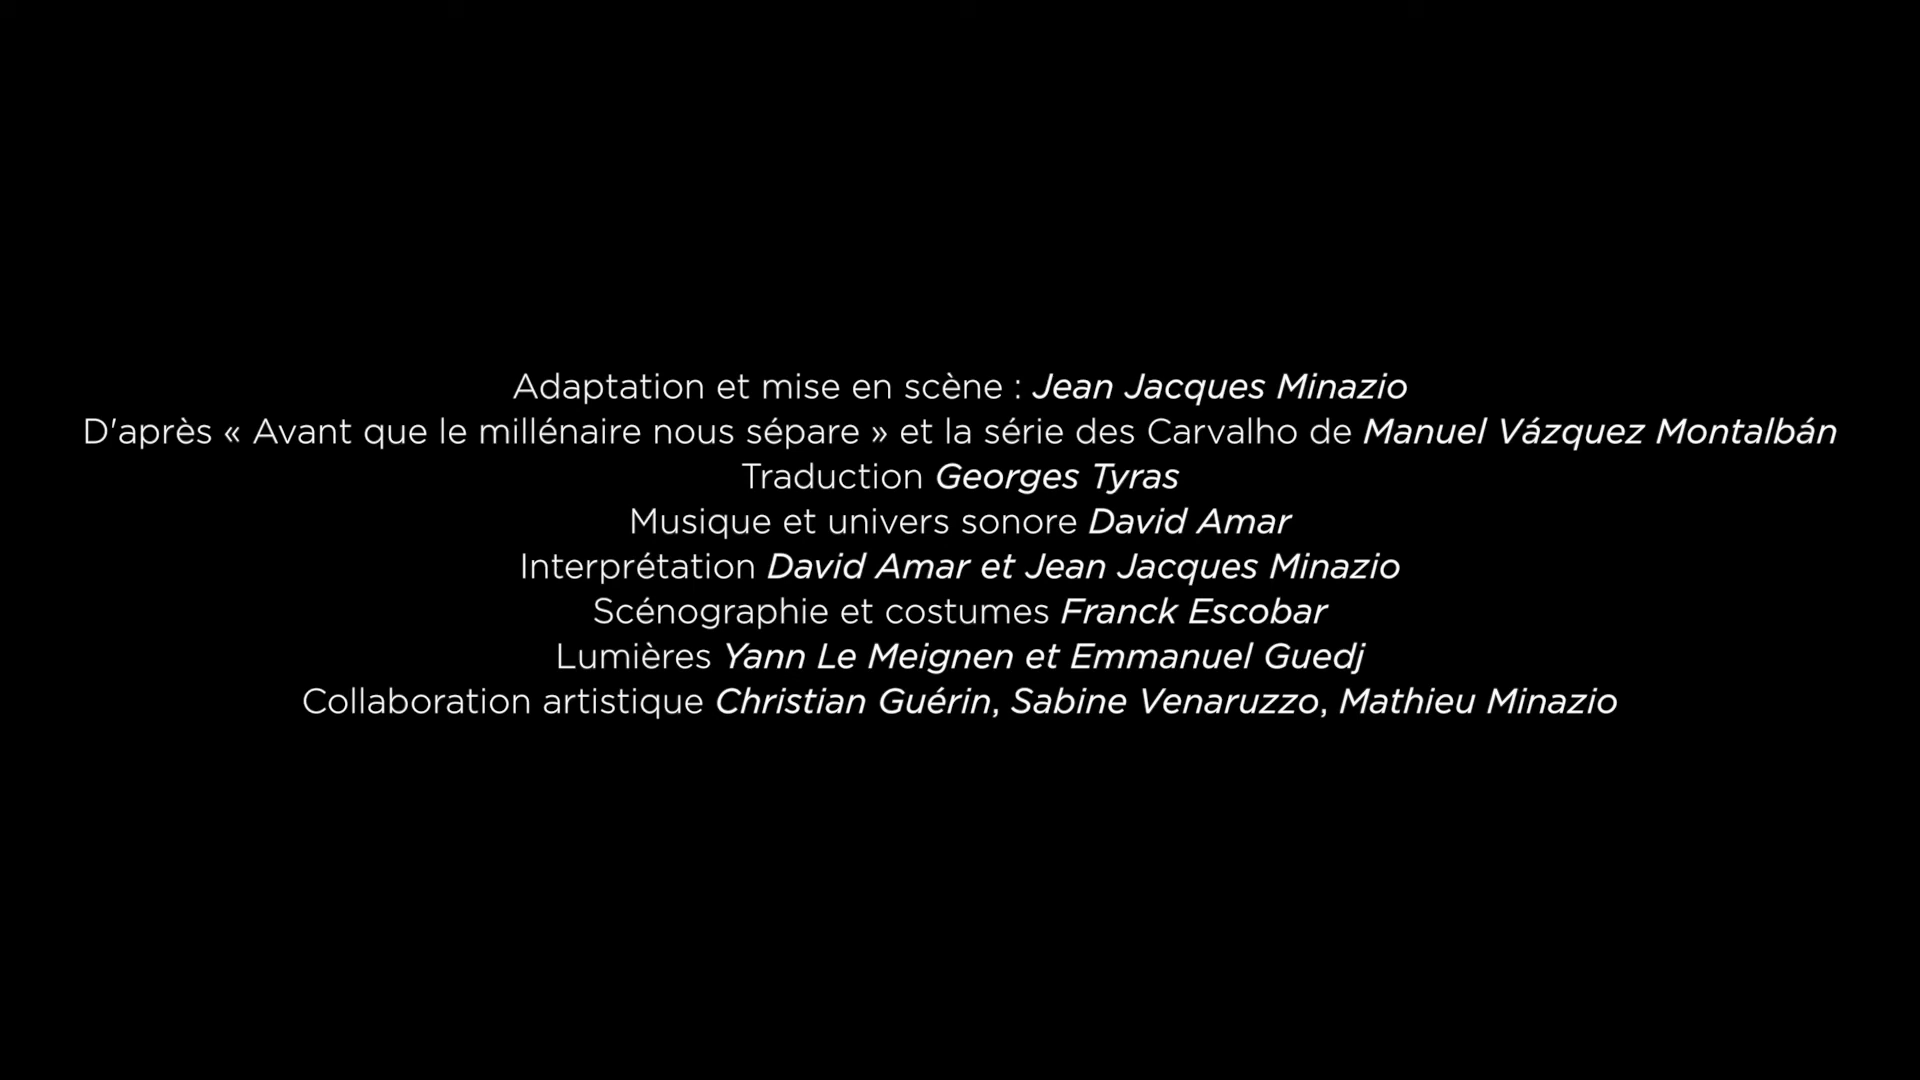 Adaptation et mise en scène : Jean Jacques Minazio
D'après « Avant que le millénaire nous sépare » et la série des Carvalho de Manuel Vázquez Montalbán
Traduction Georges Tyras
Musique et univers sonore David Amar
Interprétation David Amar et Jean Jacques Minazio
Scénographie et costumes Franck Escobar
Lumières Yann Le Meignen et Emmanuel Guedj
Collaboration artistique Christian Guérin, Sabine Venaruzzo, Mathieu Minazio